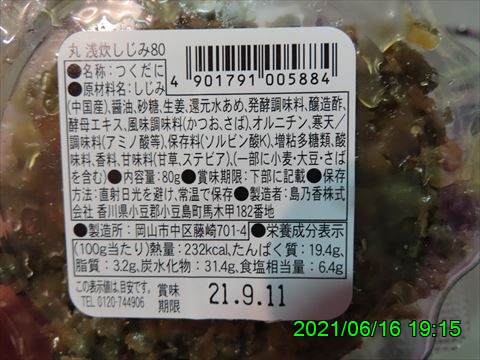 丸 浅炊しじみ80
●名称:つくだに
●原材料名:しじみ
4 901791 005884
(中国産)、醤油、砂糖、生姜、還元水あめ、発酵調味料、醸造酢、
酵母エキス、風味調味料(かつお、さば)、オルニチン、寒天/
調味料(アミノ酸等)、保存料(ソルビン酸K)、増粘多糖類、酸
味料、香料、甘味料(甘草、ステビア)、(一部に小麦・大豆・さば
を含む)●内容量:80g●賞味期限:下部に記載●保存
方法:直射日光を避け、常温で保存●製造者:島乃香株式
会社 香川県小豆郡小豆島町馬木甲182番地
●製造所:岡山市中区藤崎701-4 ●栄養成分表示
(100g当たり)熱量:232kcal、たんぱく質:19.4g、
脂質:3.2g、炭水化物:31.4g、食塩相当量:6.4g
この表示値は、目安です。
TEL 0120-744906
賞味
期限
21.9.11
2021/06/16 19:15